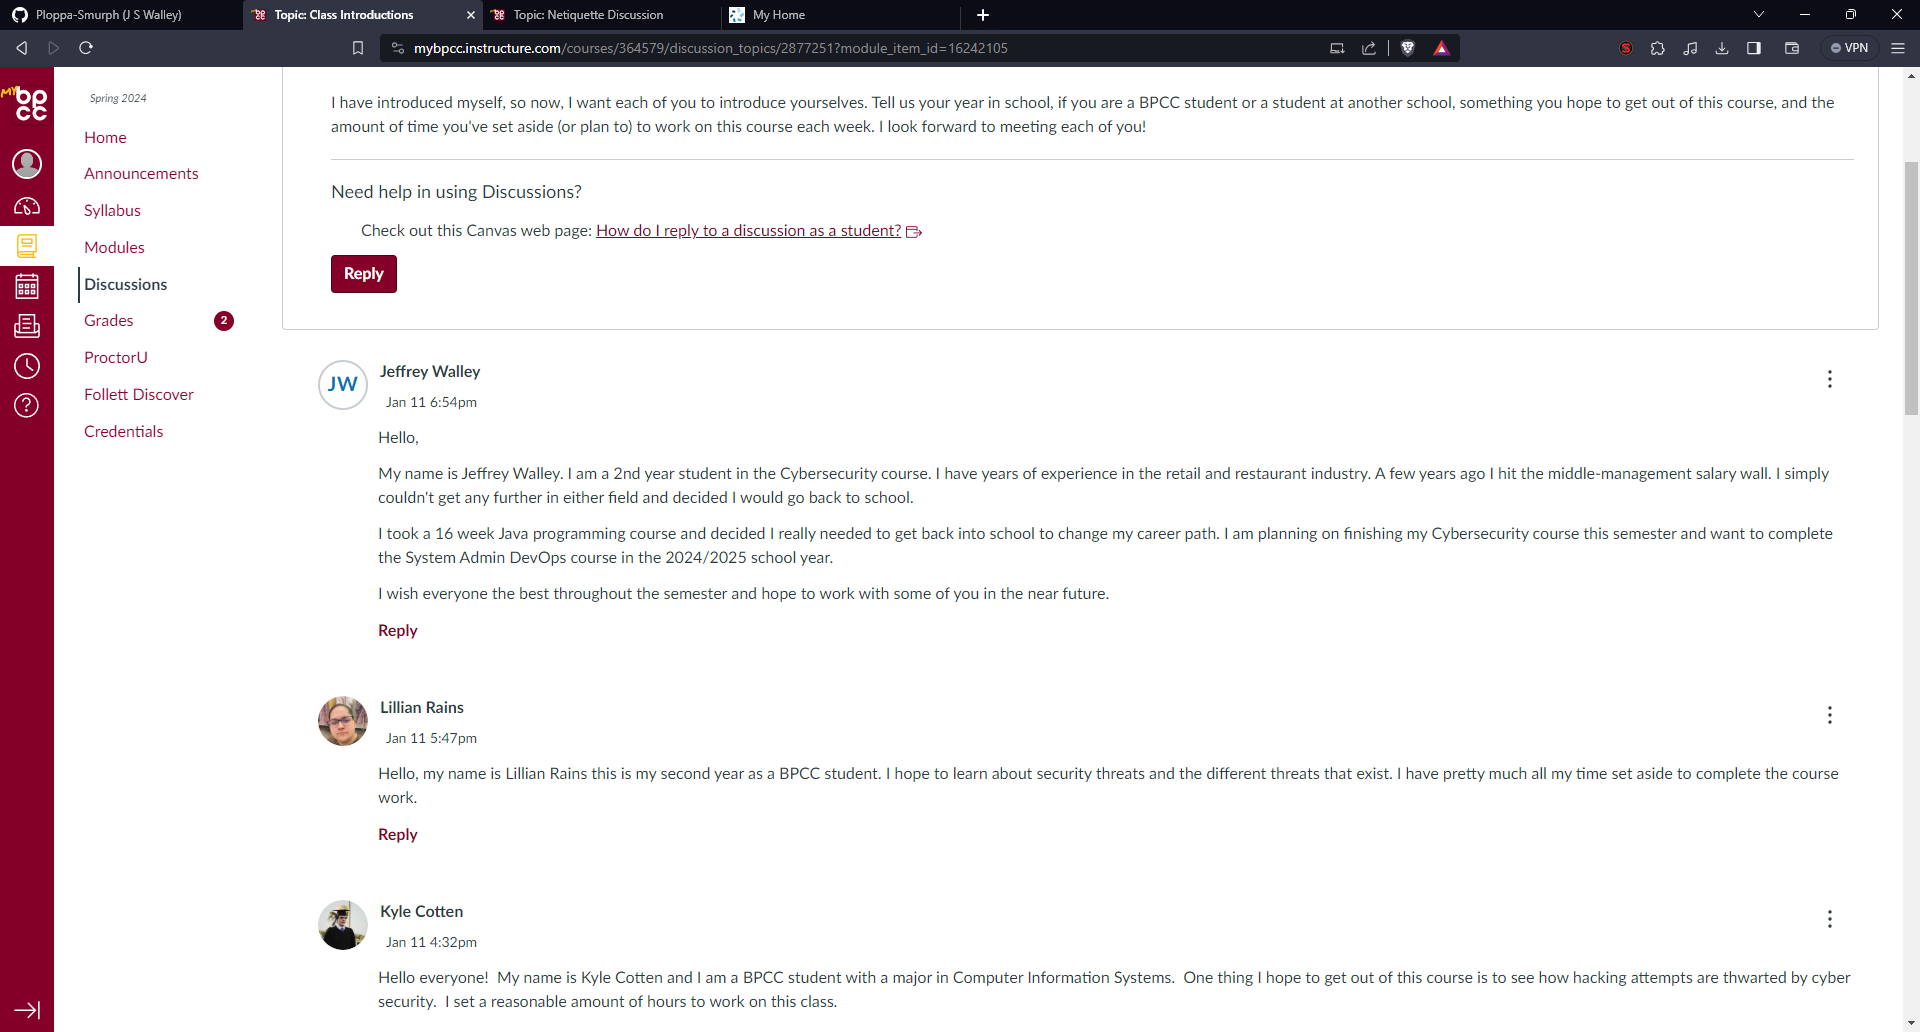 Ploppa-Smurph (J S Walley)
Topic: Class Introductions
Topic: Netiquette Discussion
My Home
mybpcc.instructure.com/courses/364579/discussion_topics/2877251?module_item_id=16242105
VPN
MY
bp
cc
Spring 2024
Home
Announcements
Syllabus
Modules
Discussions
Grades
2
ProctorU
Follett Discover
Credentials
I have introduced myself, so now, I want each of you to introduce yourselves. Tell us your year in school, if you are a BPCC student or a student at another school, something you hope to get out of this course, and the
amount of time you've set aside (or plan to) to work on this course each week. I look forward to meeting each of you!
Need help in using Discussions?
Check out this Canvas web page: How do I reply to a discussion as a student?
Reply
JW
Jeffrey Walley
Jan 11 6:54pm
Hello,
My name is Jeffrey Walley. I am a 2nd year student in the Cybersecurity course. I have years of experience in the retail and restaurant industry. A few years ago I hit the middle-management salary wall. I simply
couldn't get any further in either field and decided I would go back to school.
I took a 16 week Java programming course and decided I really needed to get back into school to change my career path. I am planning on finishing my Cybersecurity course this semester and want to complete
the System Admin DevOps course in the 2024/2025 school year.
I wish everyone the best throughout the semester and hope to work with some of you in the near future.
Reply
Lillian Rains
Jan 11 5:47pm
Hello, my name is Lillian Rains this is my second year as a BPCC student. I hope to learn about security threats and the different threats that exist. I have pretty much all my time set aside to complete the course
work.
Reply
Kyle Cotten
Jan 11 4:32pm
Hello everyone!  My name is Kyle Cotten and I am a BPCC student with a major in Computer Information Systems.  One thing I hope to get out of this course is to see how hacking attempts are thwarted by cyber
security.  I set a reasonable amount of hours to work on this class.